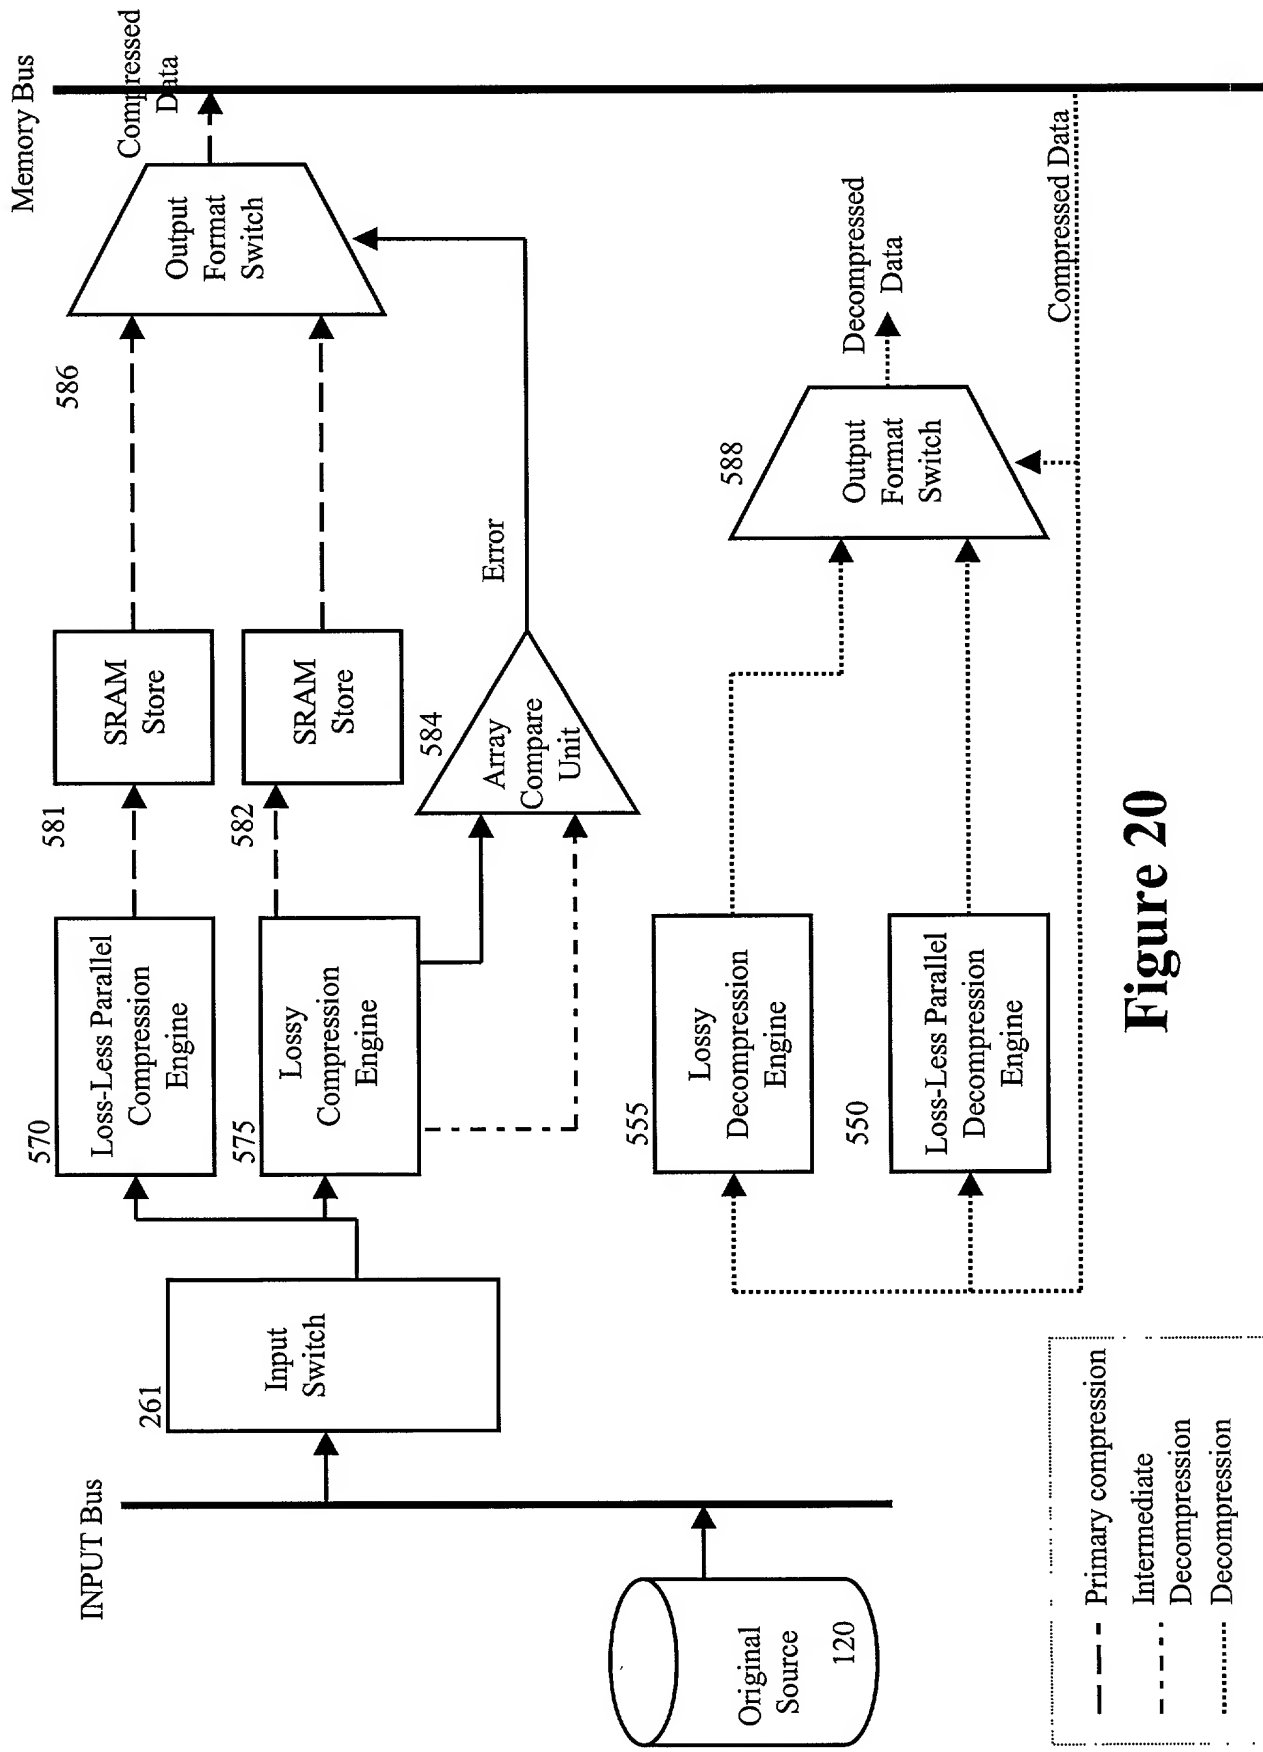 INPUT Bus
Memory Bus
Original
Source
120
261
Input
Switch
570
Loss-Less Parallel
Compression
Engine
581
SRAM
Store
586
Output
Format
Switch
Compressed
Data
575
Lossy
Compression
Engine
582
SRAM
Store
584
Array
Compare
Unit
Error
555
Lossy
Decompression
Engine
550
Loss-Less Parallel
Decompression
Engine
588
Output
Format
Switch
Decompressed
Data
Compressed Data
Primary compression
Intermediate
Decompression
Decompression
Figure 20